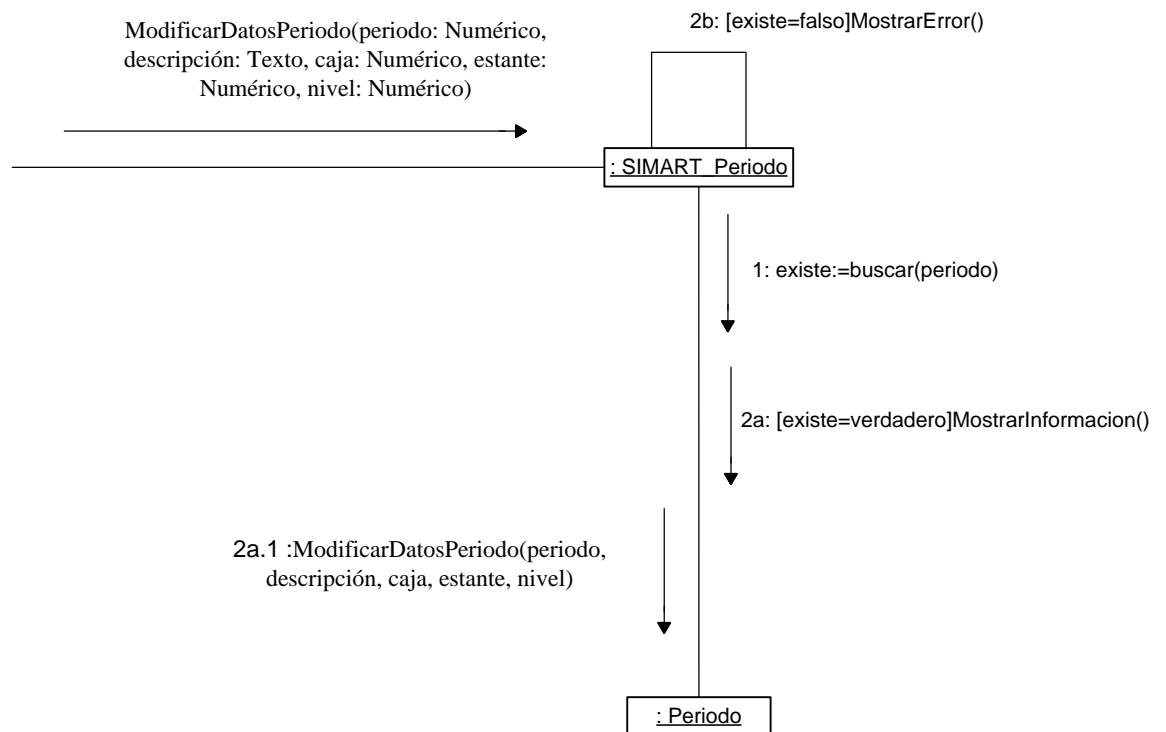 2b: [existe=falso]MostrarError()
ModificarDatosPeriodo(periodo: Numérico,
descripción: Texto, caja: Numérico, estante:
Numérico, nivel: Numérico)
: SIMART_Periodo
1: existe:=buscar(periodo)
2a: [existe=verdadero]MostrarInformacion()
2a.1 :ModificarDatosPeriodo(periodo,
descripción, caja, estante, nivel)
: Periodo